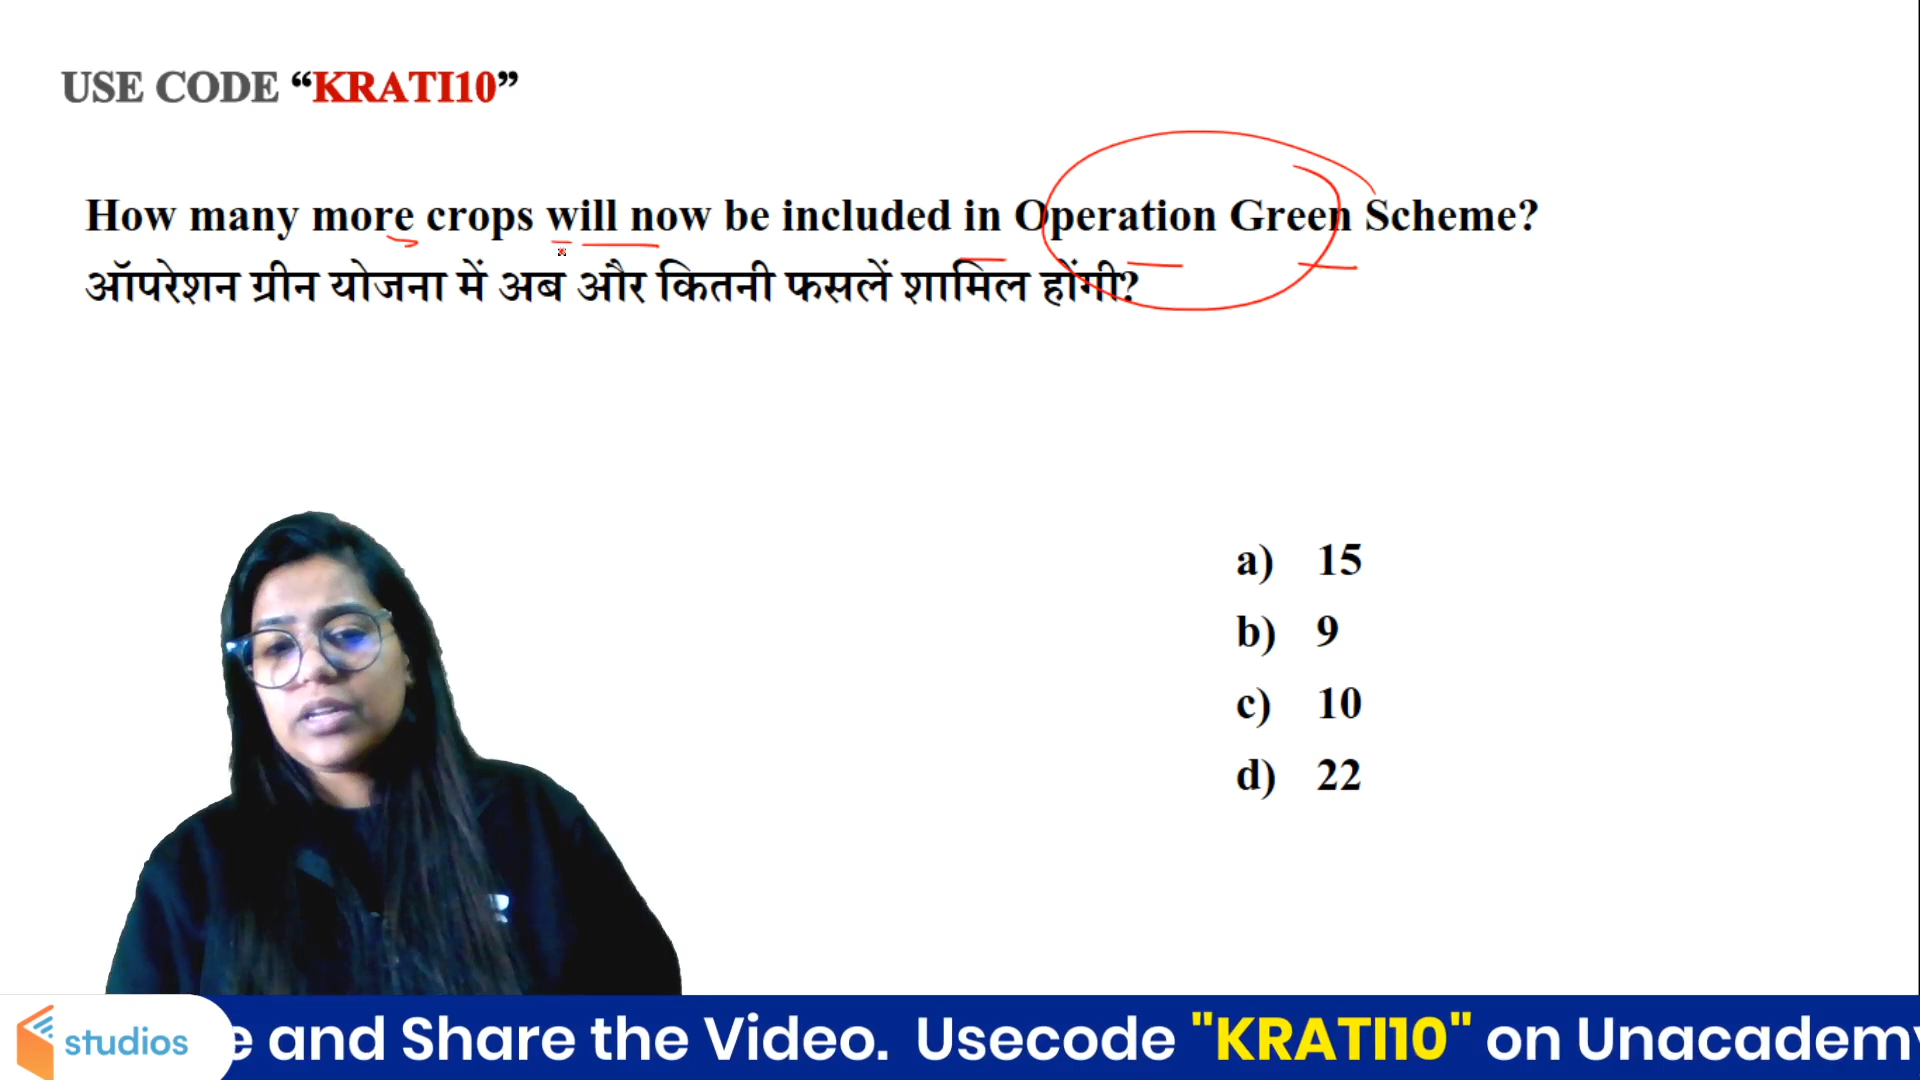 USE CODE “KRATI10”
How many more crops will now be included in Operation Green Scheme?
ऑपरेशन ग्रीन योजना में अब और कितनी फसलें शामिल होंगी?
a) 15
b) 9
c) 10
d) 22
studios
e and Share the Video. Usecode "KRATI10" on Unacademy